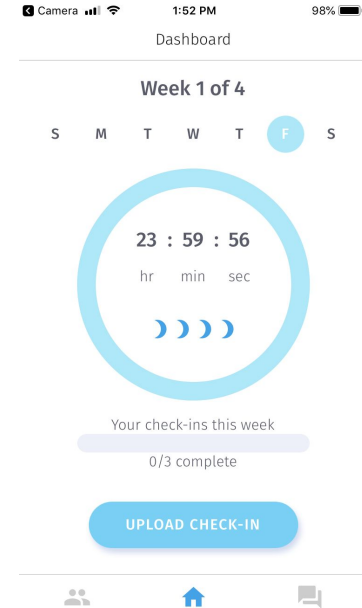 Camera 1:52 PM 98%
Dashboard
Week 1 of 4
S M T W T F S
23 : 59 : 56
hr min sec
Your check-ins this week
0/3 complete
UPLOAD CHECK-IN